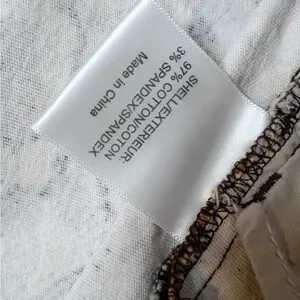 SHELL/EXTERIEUR:
97% COTTON/COTON
3% SPANDEX/SPANDEX
Made in China